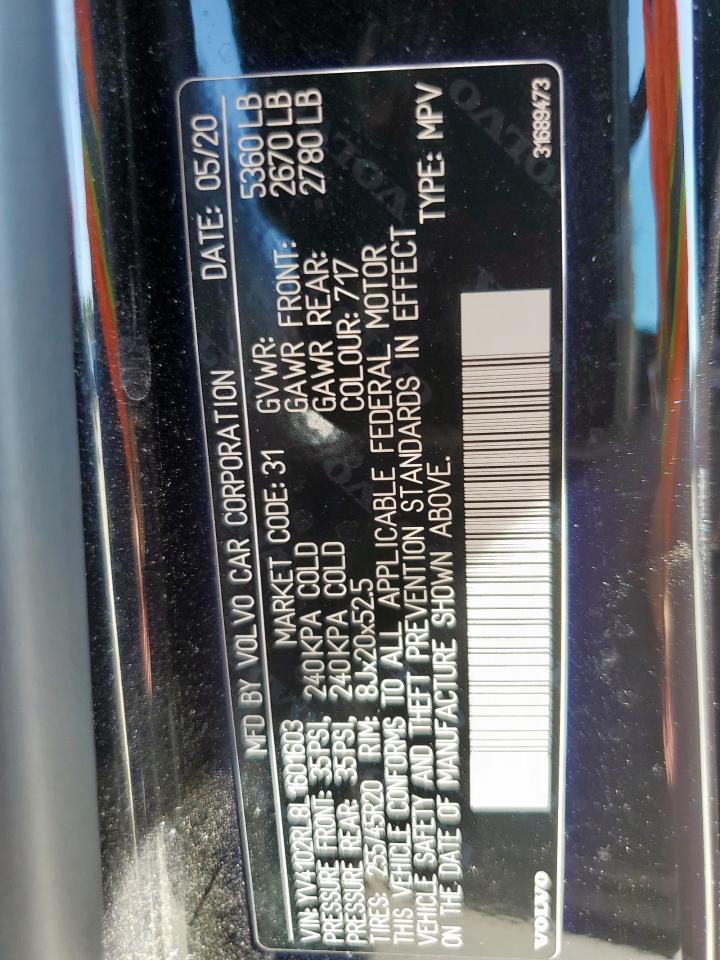 MFD BY VOLVO CAR CORPORATION DATE: 05/20
MARKET CODE: 31 GVWR: 5360 LB
VIN: YV4102RL8L1601603 GAWR FRONT: 2670 LB
PRESSURE FRONT: 35PSI, 240KPA COLD GAWR REAR: 2780 LB
PRESSURE REAR: 35PSI, 240KPA COLD COLOUR: 717
TIRES: 255/45R20 RIM: 8Jx20x52.5
THIS VEHICLE CONFORMS TO ALL APPLICABLE FEDERAL MOTOR
VEHICLE SAFETY AND THEFT PREVENTION STANDARDS IN EFFECT
ON THE DATE OF MANUFACTURE SHOWN ABOVE. TYPE: MPV
VOLVO 31689473